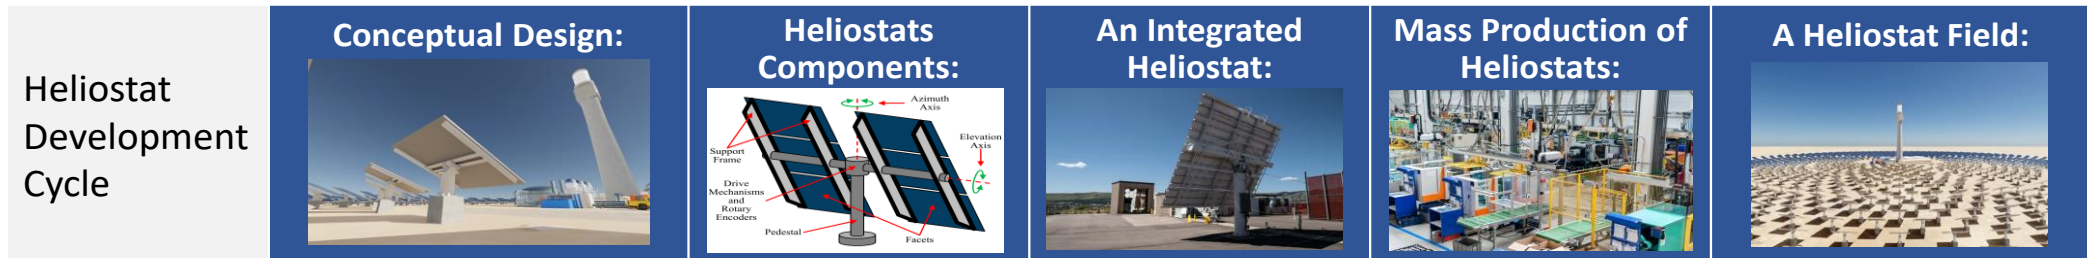 Heliostat
Development
Cycle
Conceptual Design:
Heliostats
Components:
Azimuth
Axis
Elevation
Axis
Support
Frame
Drive
Mechanisms
and
Rotary
Encoders
Pedestal
Facets
An Integrated
Heliostat:
Mass Production of
Heliostats:
A Heliostat Field: